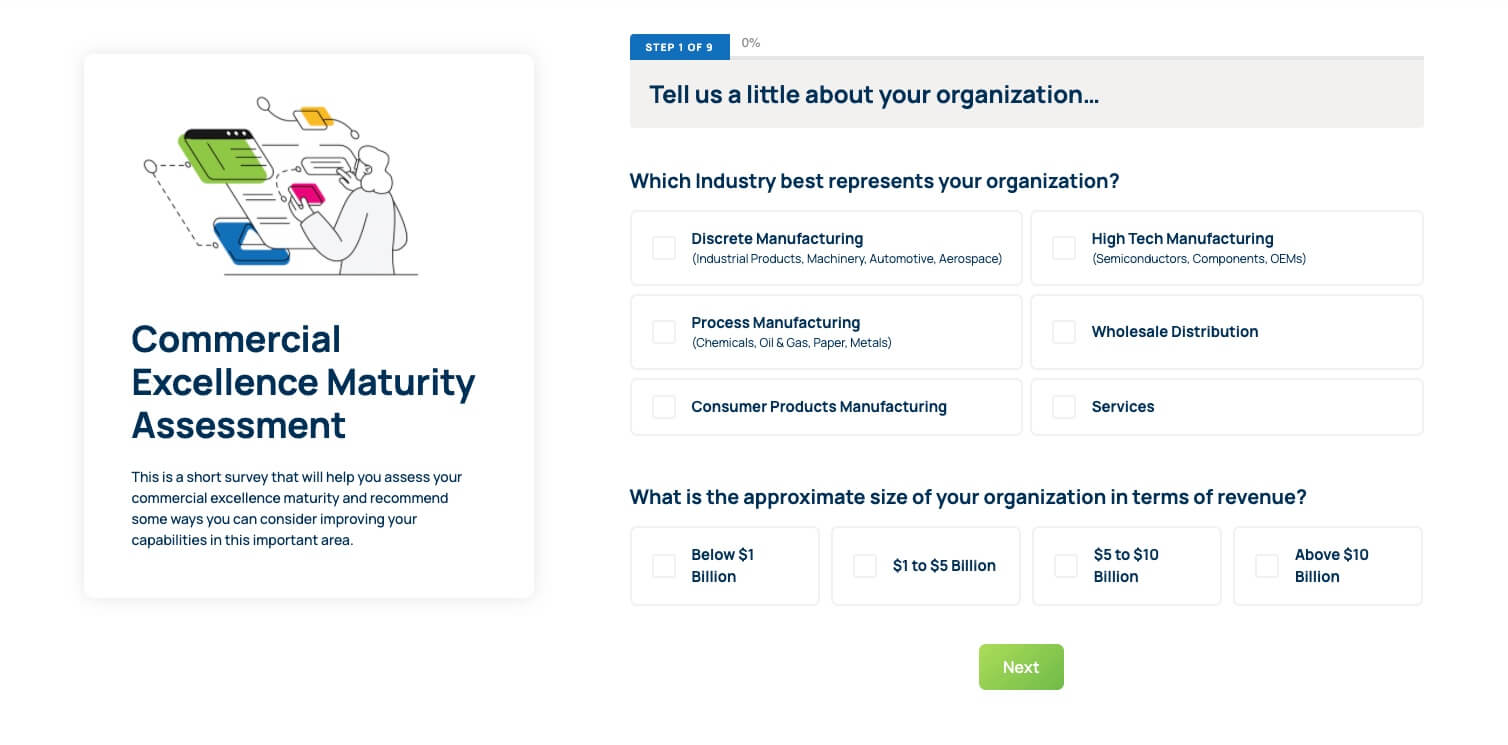 Commercial
Excellence Maturity
Assessment
This is a short survey that will help you assess your
commercial excellence maturity and recommend
some ways you can consider improving your
capabilities in this important area.
STEP 1 OF 9
0%
Tell us a little about your organization...
Which Industry best represents your organization?
Discrete Manufacturing
(Industrial Products, Machinery, Automotive, Aerospace)
High Tech Manufacturing
(Semiconductors, Components, OEMs)
Process Manufacturing
(Chemicals, Oil & Gas, Paper, Metals)
Wholesale Distribution
Consumer Products Manufacturing
Services
What is the approximate size of your organization in terms of revenue?
Below $1
Billion
$1 to $5 Billion
$5 to $10
Billion
Above $10
Billion
Next